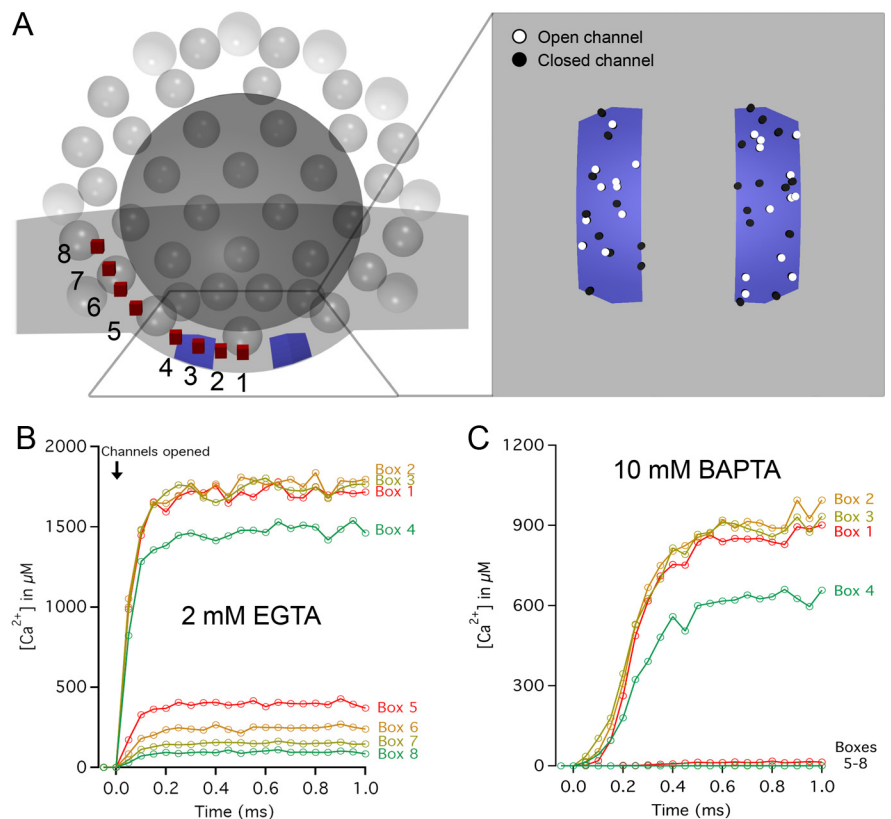 A
Open channel
Closed channel
8
7
6
5
4
3
2
1
B
2000
1500
1000
500
0
[Ca2+] in µM
Channels opened
2 mM EGTA
Box 2
Box 3
Box 1
Box 4
Box 5
Box 6
Box 7
Box 8
0.0
0.2
0.4
0.6
0.8
1.0
Time (ms)
C
1200
900
600
300
0
[Ca2+] in µM
10 mM BAPTA
Box 2
Box 3
Box 1
Box 4
Boxes
5-8
0.0
0.2
0.4
0.6
0.8
1.0
Time (ms)